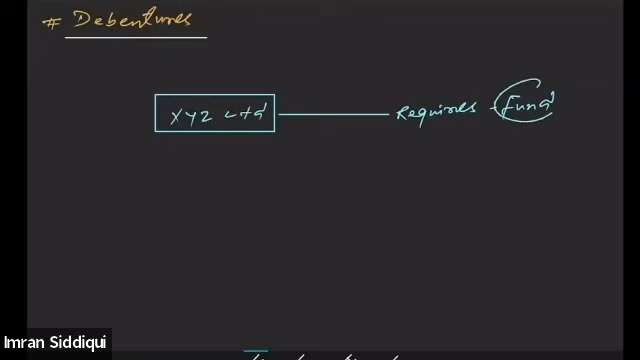 # Debentures
XYZ Ltd Requires Fund
Imran Siddiqui